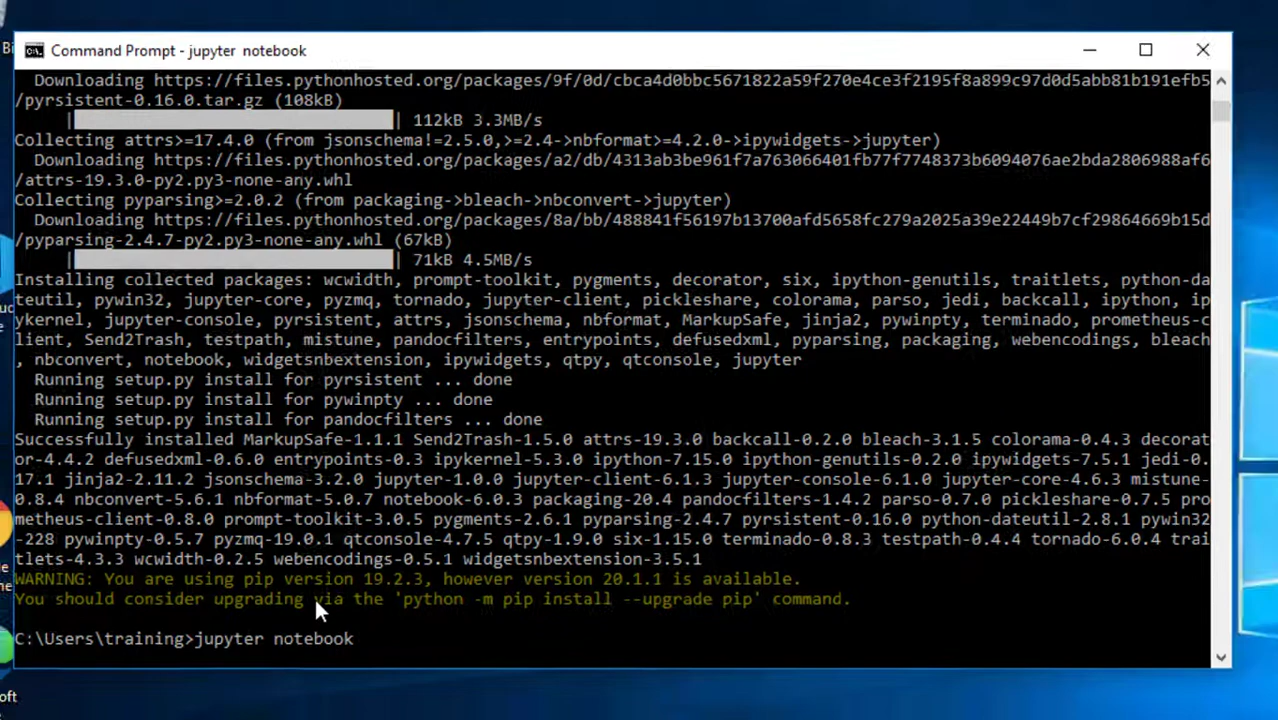 Command Prompt - jupyter  notebook
Downloading https://files.pythonhosted.org/packages/9f/0d/cbca4d0bbc5671822a59f270e4ce3f2195f8a899c97d0d5abb81b191efb5
/pyrsistent-0.16.0.tar.gz (108kB)
|                                | 112kB 3.3MB/s
Collecting attrs>=17.4.0 (from jsonschema!=2.5.0,>=2.4->nbformat>=4.2.0->ipywidgets->jupyter)
Downloading https://files.pythonhosted.org/packages/a2/db/4313ab3be961f7a763066401fb77f7748373b6094076ae2bda2806988af6
/attrs-19.3.0-py2.py3-none-any.whl
Collecting pyparsing>=2.0.2 (from packaging->bleach->nbconvert->jupyter)
Downloading https://files.pythonhosted.org/packages/8a/bb/488841f56197b13700afd5658fc279a2025a39e22449b7cf29864669b15d
/pyparsing-2.4.7-py2.py3-none-any.whl (67kB)
|                                | 71kB 4.5MB/s
Installing collected packages: wcwidth, prompt-toolkit, pygments, decorator, six, ipython-genutils, traitlets, python-da
teutil, pywin32, jupyter-core, pyzmq, tornado, jupyter-client, pickleshare, colorama, parso, jedi, backcall, ipython, ip
ykernel, jupyter-console, pyrsistent, attrs, jsonschema, nbformat, MarkupSafe, jinja2, pywinpty, terminado, prometheus-c
lient, Send2Trash, testpath, mistune, pandocfilters, entrypoints, defusedxml, pyparsing, packaging, webencodings, bleach
, nbconvert, notebook, widgetsnbextension, ipywidgets, qtpy, qtconsole, jupyter
Running setup.py install for pyrsistent ... done
Running setup.py install for pywinpty ... done
Running setup.py install for pandocfilters ... done
Successfully installed MarkupSafe-1.1.1 Send2Trash-1.5.0 attrs-19.3.0 backcall-0.2.0 bleach-3.1.5 colorama-0.4.3 decorat
or-4.4.2 defusedxml-0.6.0 entrypoints-0.3 ipykernel-5.3.0 ipython-7.15.0 ipython-genutils-0.2.0 ipywidgets-7.5.1 jedi-0.
17.1 jinja2-2.11.2 jsonschema-3.2.0 jupyter-1.0.0 jupyter-client-6.1.3 jupyter-console-6.1.0 jupyter-core-4.6.3 mistune-
0.8.4 nbconvert-5.6.1 nbformat-5.0.7 notebook-6.0.3 packaging-20.4 pandocfilters-1.4.2 parso-0.7.0 pickleshare-0.7.5 pro
metheus-client-0.8.0 prompt-toolkit-3.0.5 pygments-2.6.1 pyparsing-2.4.7 pyrsistent-0.16.0 python-dateutil-2.8.1 pywin32
-228 pywinpty-0.5.7 pyzmq-19.0.1 qtconsole-4.7.5 qtpy-1.9.0 six-1.15.0 terminado-0.8.3 testpath-0.4.4 tornado-6.0.4 trai
tlets-4.3.3 wcwidth-0.2.5 webencodings-0.5.1 widgetsnbextension-3.5.1
WARNING: You are using pip version 19.2.3, however version 20.1.1 is available.
You should consider upgrading via the 'python -m pip install --upgrade pip' command.
C:\Users\training>jupyter notebook